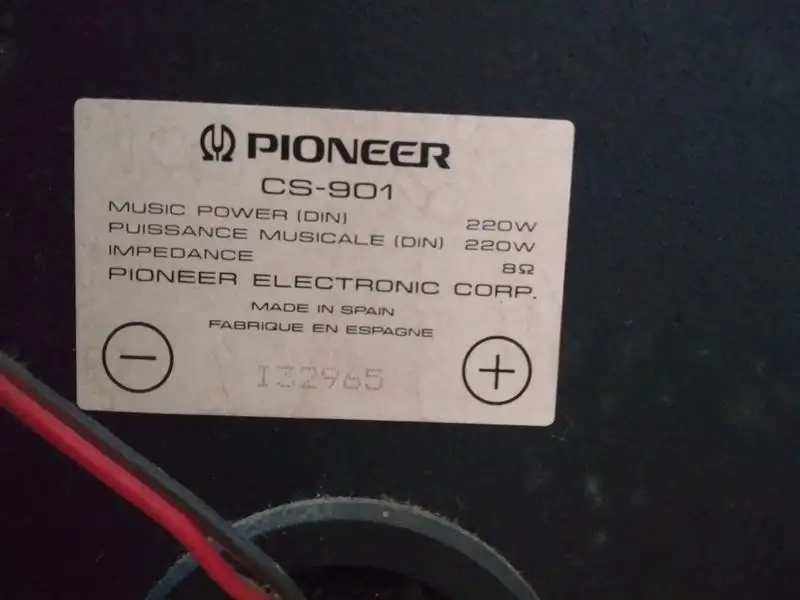 PIONEER
CS-901
MUSIC POWER (DIN) 220W
PUISSANCE MUSICALE (DIN) 220W
IMPEDANCE 8Ω
PIONEER ELECTRONIC CORP.
MADE IN SPAIN
FABRIQUE EN ESPAGNE
− +
I32965